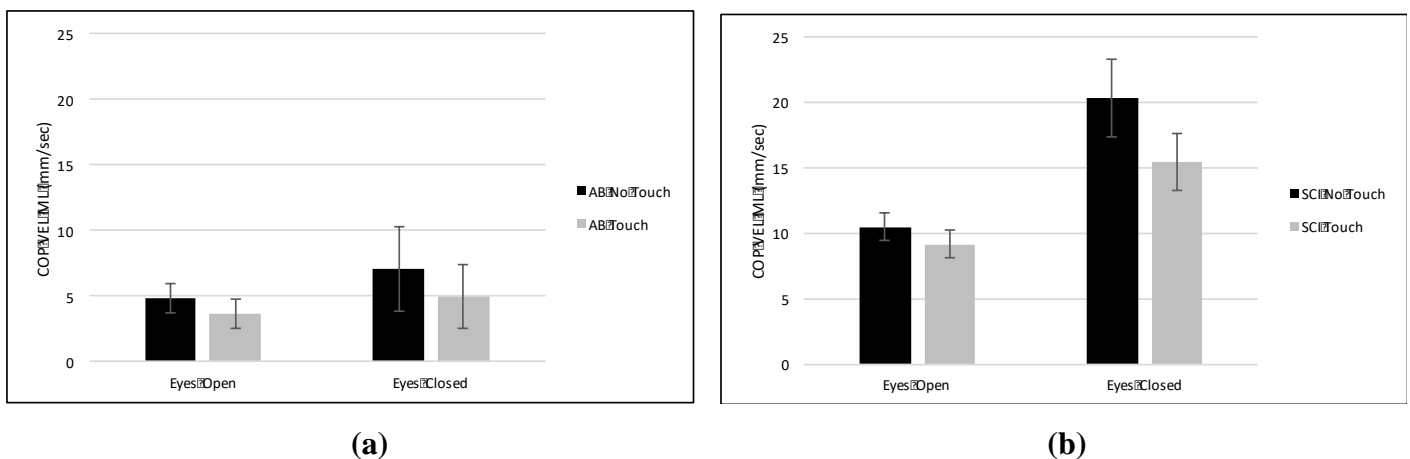 25
20
15
10
5
0
COP VEL ML (mm/sec)
Eyes Open
Eyes Closed
AB No Touch
AB Touch
(a)
25
20
15
10
5
0
COP VEL ML (mm/sec)
Eyes Open
Eyes Closed
SCI No Touch
SCI Touch
(b)